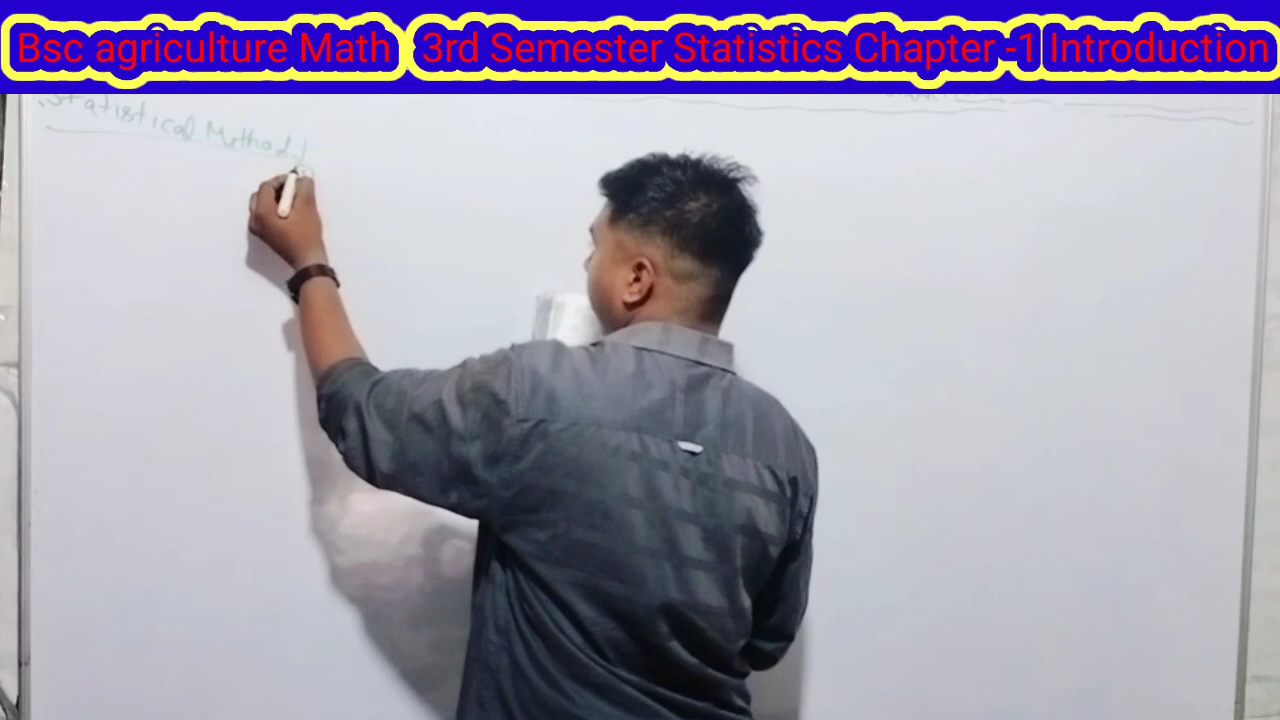 Bsc agriculture Math 3rd Semester Statistics Chapter -1 Introduction
Statistical Method